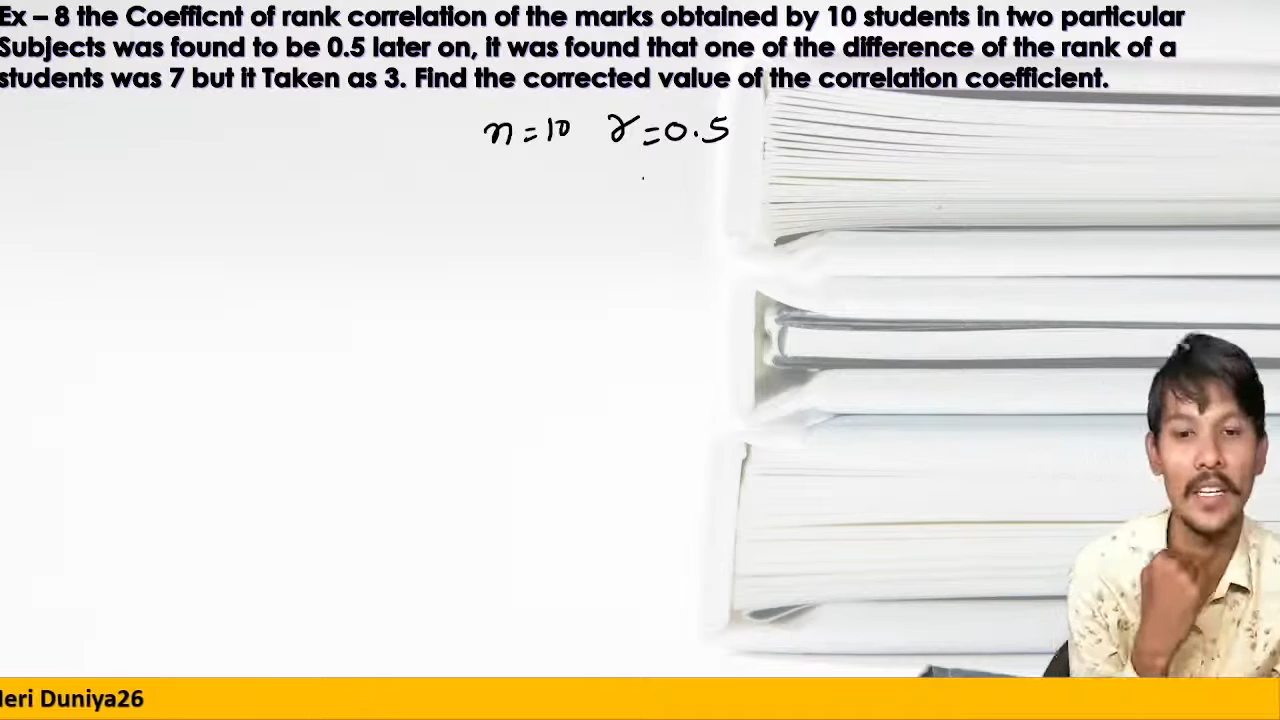 Ex – 8 the Coefficnt of rank correlation of the marks obtained by 10 students in two particular
Subjects was found to be 0.5 later on, it was found that one of the difference of the rank of a
students was 7 but it Taken as 3. Find the corrected value of the correlation coefficient.
n=10 r=0.5
Duniya26